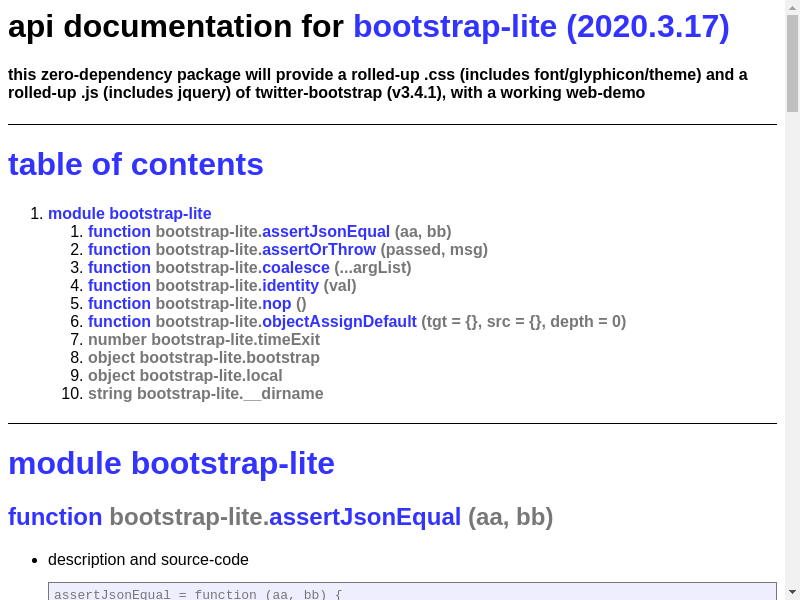 api documentation for bootstrap-lite (2020.3.17)
this zero-dependency package will provide a rolled-up .css (includes font/glyphicon/theme) and a
rolled-up .js (includes jquery) of twitter-bootstrap (v3.4.1), with a working web-demo
table of contents
1. module bootstrap-lite
1. function bootstrap-lite.assertJsonEqual (aa, bb)
2. function bootstrap-lite.assertOrThrow (passed, msg)
3. function bootstrap-lite.coalesce (...argList)
4. function bootstrap-lite.identity (val)
5. function bootstrap-lite.nop ()
6. function bootstrap-lite.objectAssignDefault (tgt = {}, src = {}, depth = 0)
7. number bootstrap-lite.timeExit
8. object bootstrap-lite.bootstrap
9. object bootstrap-lite.local
10. string bootstrap-lite.__dirname
module bootstrap-lite
function bootstrap-lite.assertJsonEqual (aa, bb)
• description and source-code
assertJsonEqual = function (aa, bb) {